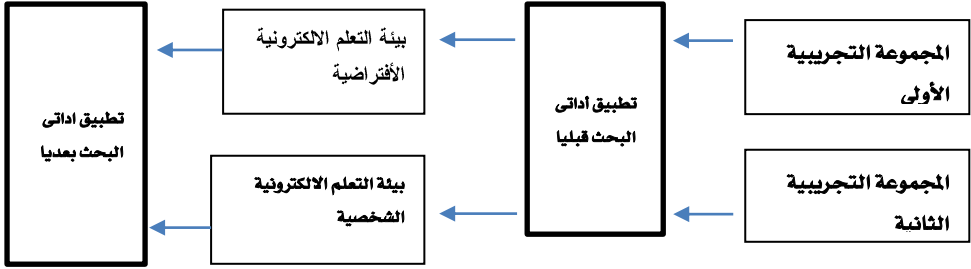 المجموعة التجريبية
الأولى
تطبيق أداتى
البحث قبليا
بيئة التعلم الالكترونية
الأفتراضية
تطبيق اداتى
البحث بعديا
المجموعة التجريبية
الثانية
بيئة التعلم الالكترونية
الشخصية